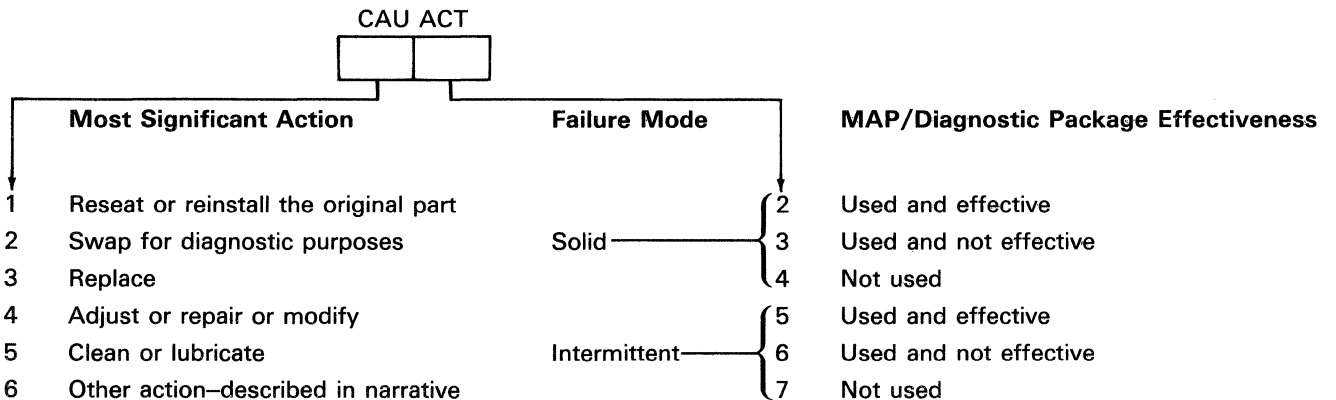 CAU ACT
Most Significant Action Failure Mode MAP/Diagnostic Package Effectiveness
1 Reseat or reinstall the original part 2 Used and effective
2 Swap for diagnostic purposes Solid 3 Used and not effective
3 Replace 4 Not used
4 Adjust or repair or modify 5 Used and effective
5 Clean or lubricate Intermittent 6 Used and not effective
6 Other action—described in narrative 7 Not used